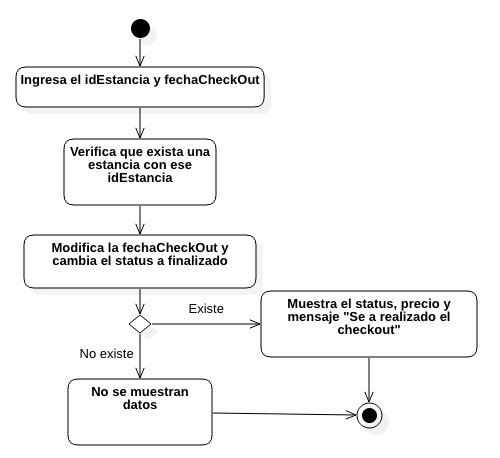 Ingresa el idEstancia y fechaCheckOut
Verifica que exista una
estancia con ese
idEstancia
Modifica la fechaCheckOut y
cambia el status a finalizado
Existe
Muestra el status, precio y
mensaje "Se a realizado el
checkout"
No existe
No se muestran
datos